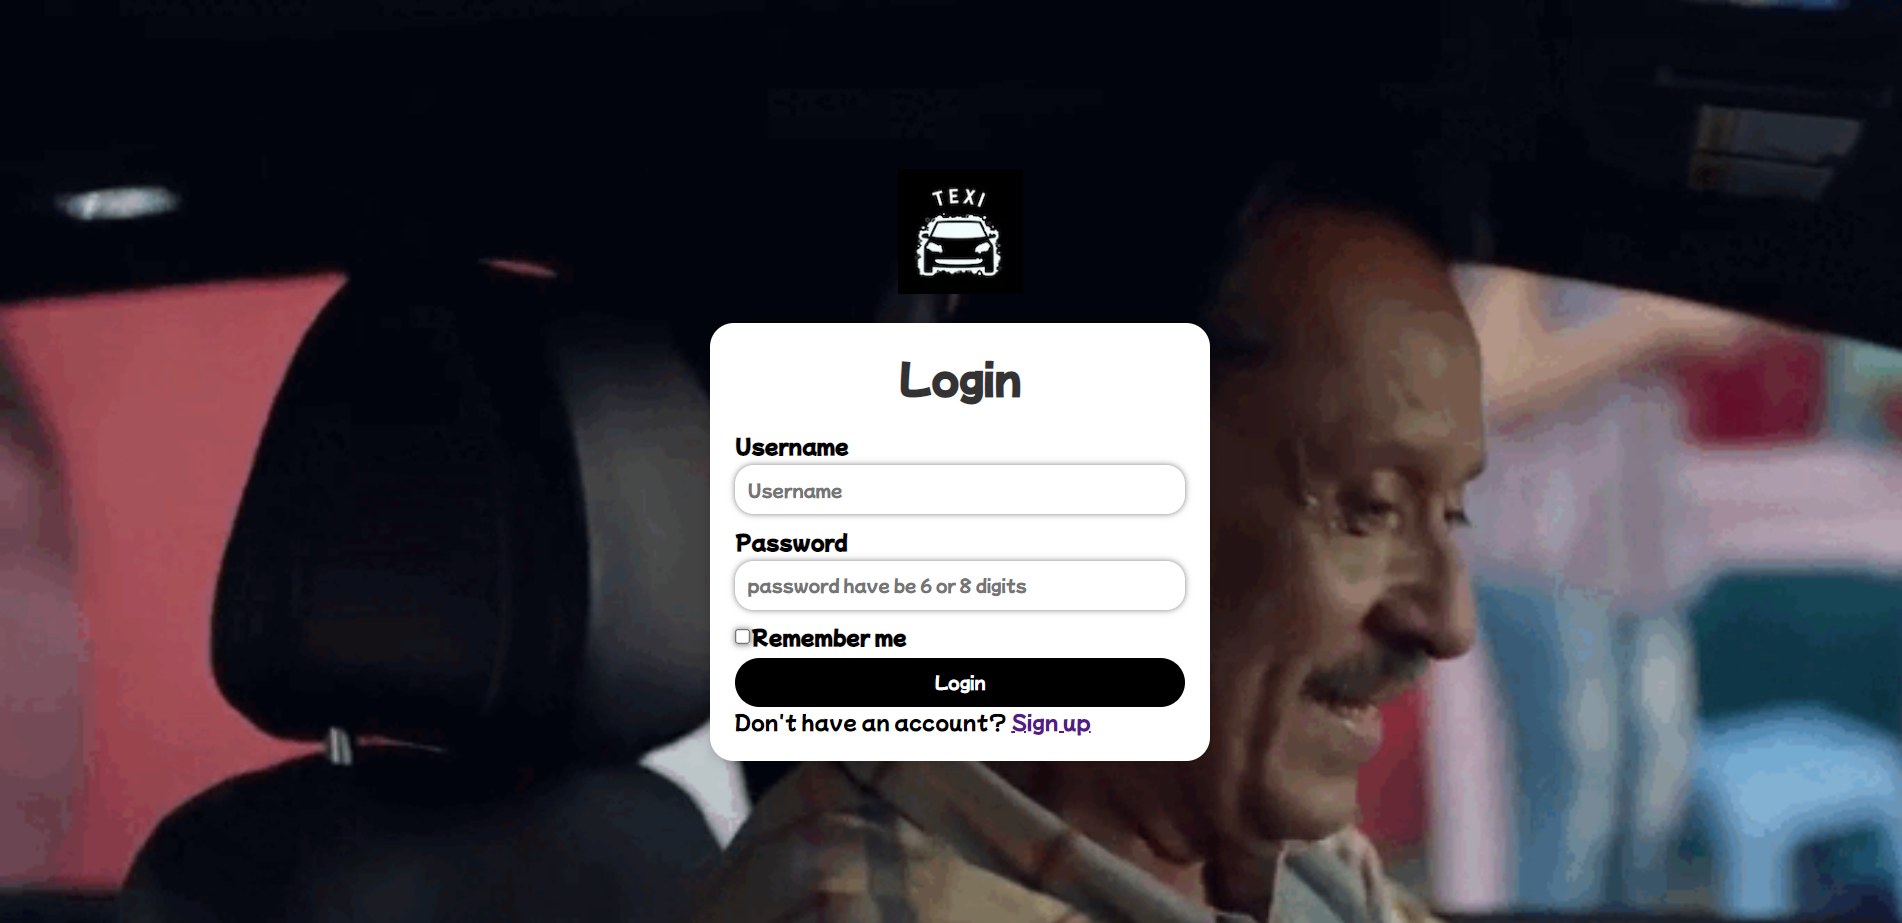 TEXI
Login
Username
Username
Password
password have be 6 or 8 digits
Remember me
Login
Don't have an account? Sign up